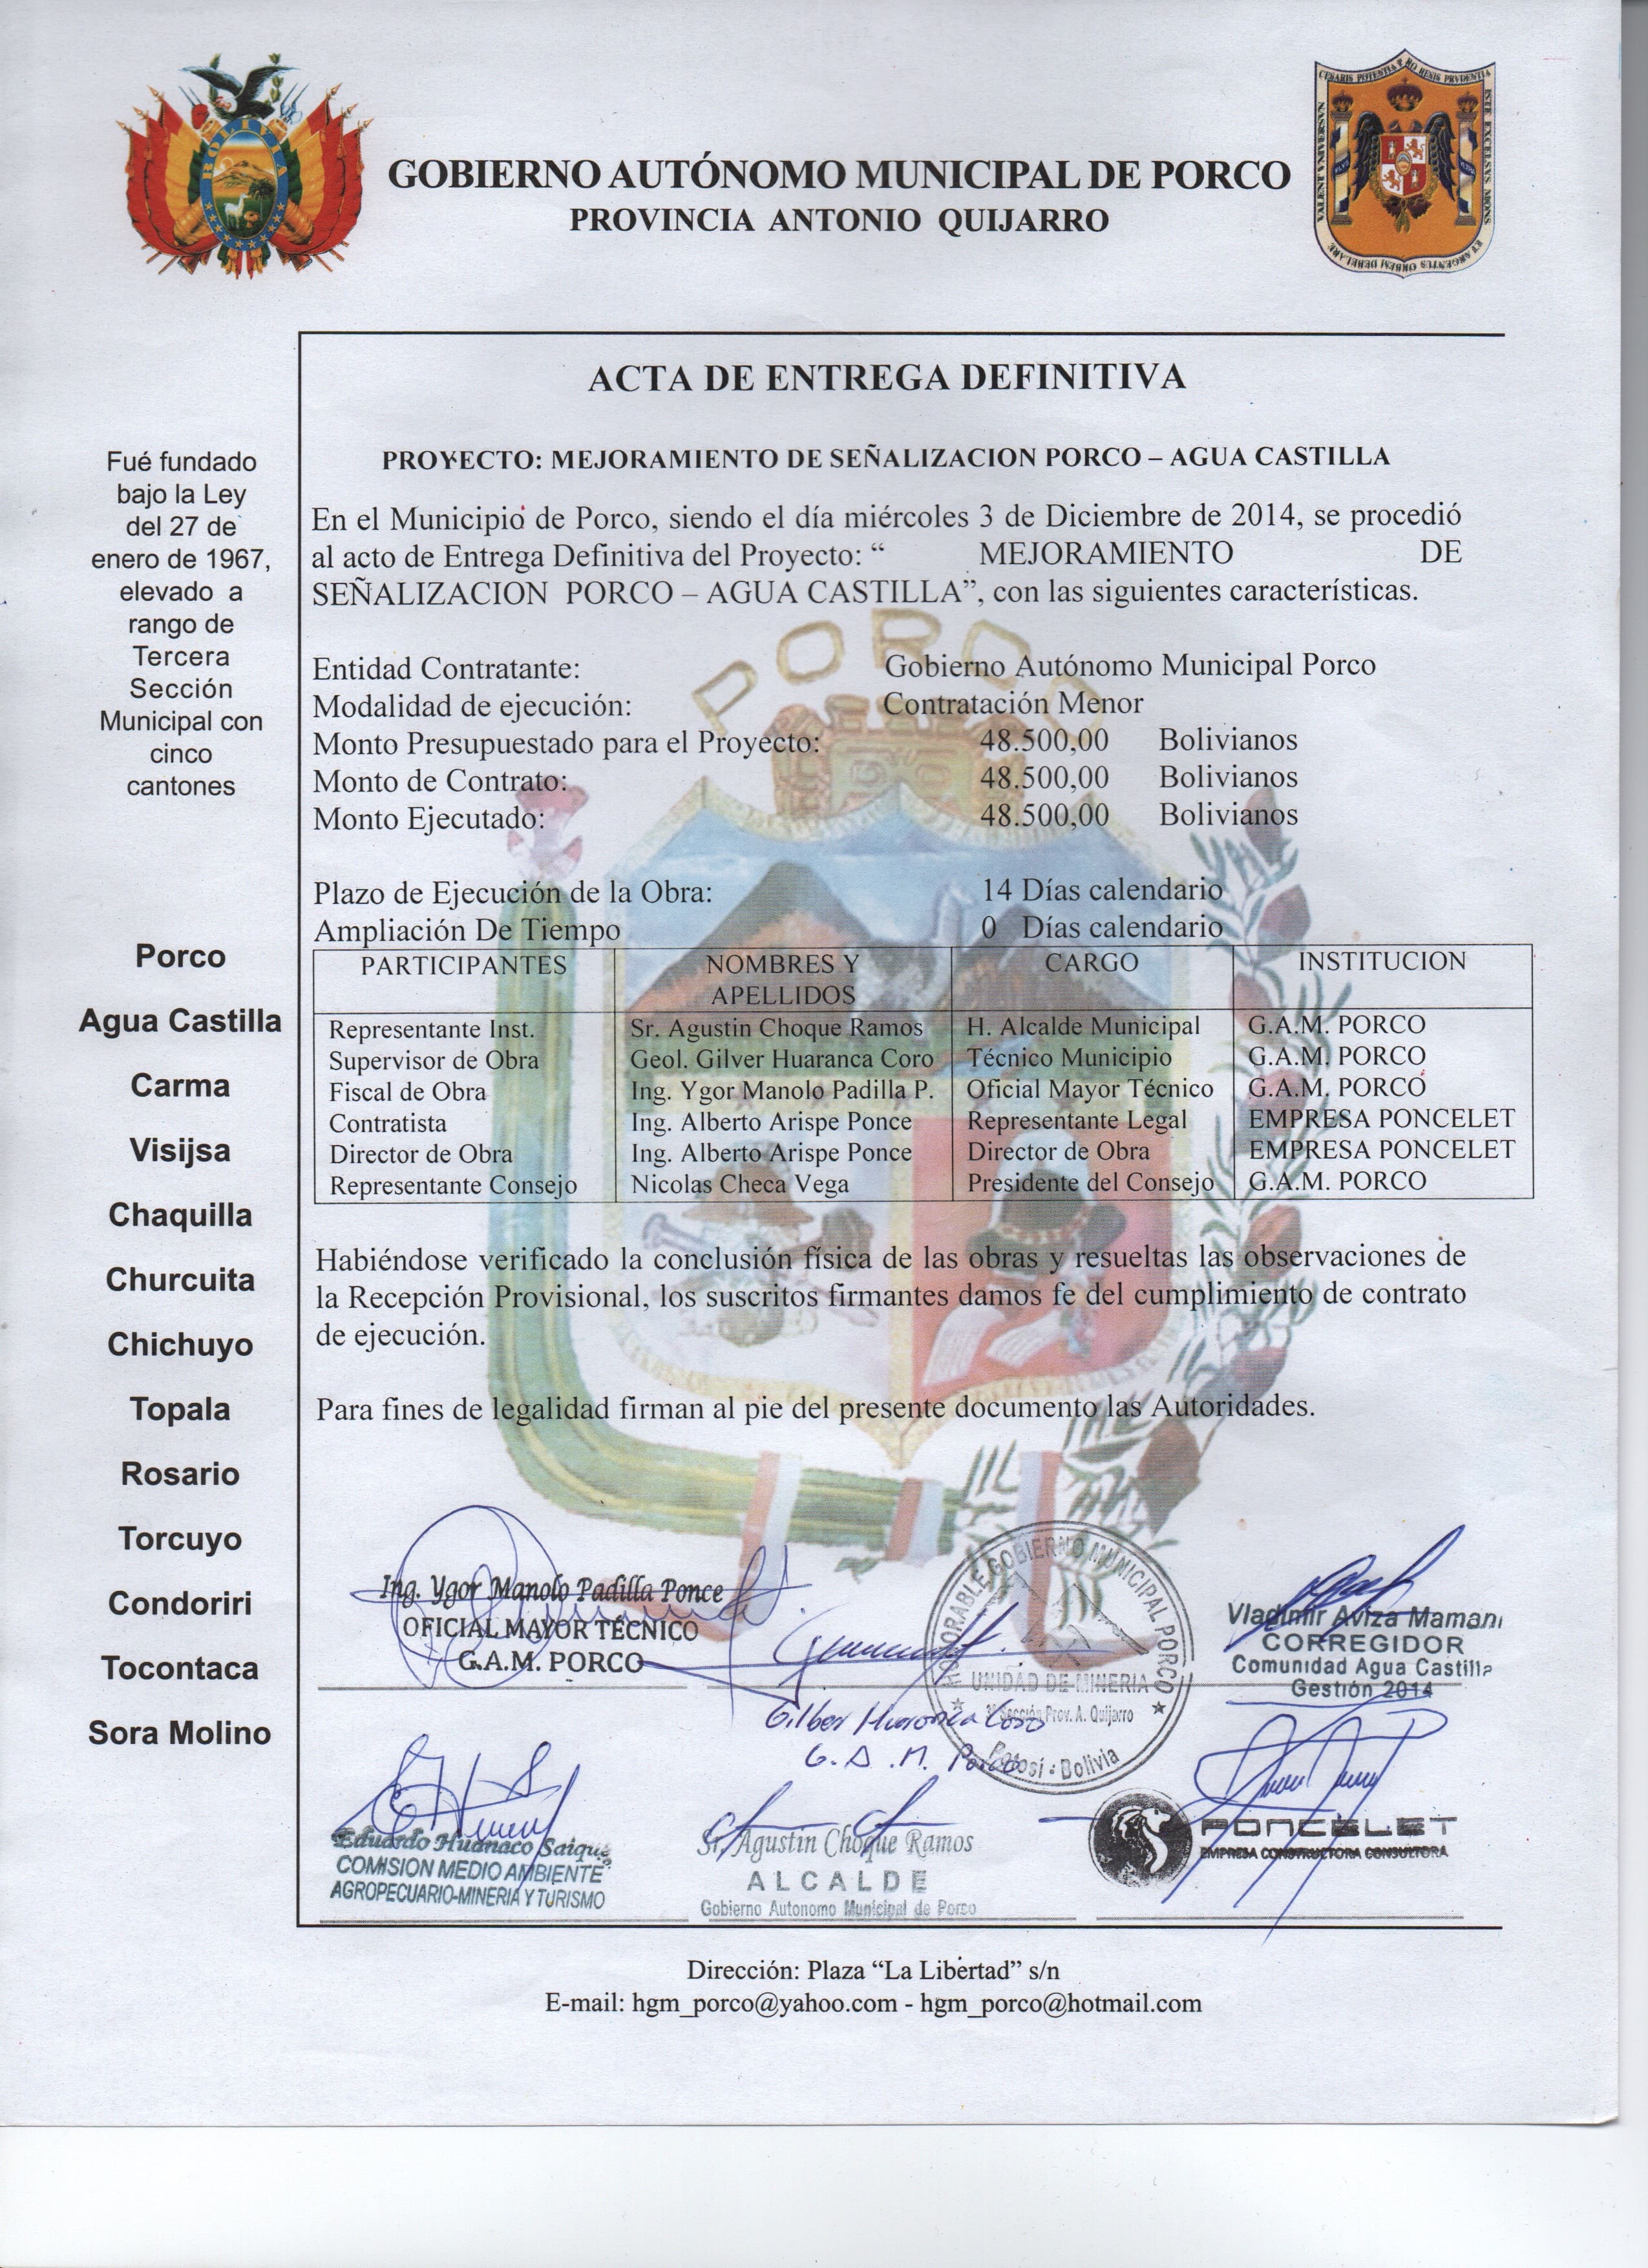 BOLIVIA
CESARIS POTENTIA
GOBIERNO AUTÓNOMO MUNICIPAL DE PORCO
PROVINCIA ANTONIO QUIJARRO
ACTA DE ENTREGA DEFINITIVA
PROYECTO: MEJORAMIENTO DE SEÑALIZACION PORCO – AGUA CASTILLA
En el Municipio de Porco, siendo el día miércoles 3 de Diciembre de 2014, se procedió
al acto de Entrega Definitiva del Proyecto: “ MEJORAMIENTO DE
SEÑALIZACION PORCO – AGUA CASTILLA”, con las siguientes características.
PORCO
Entidad Contratante: Gobierno Autónomo Municipal Porco
Modalidad de ejecución: Contratación Menor
Monto Presupuestado para el Proyecto: 48.500,00 Bolivianos
Monto de Contrato: 48.500,00 Bolivianos
Monto Ejecutado: 48.500,00 Bolivianos
Plazo de Ejecución de la Obra: 14 Días calendario
Ampliación De Tiempo 0 Días calendario
PARTICIPANTES NOMBRES Y APELLIDOS CARGO INSTITUCION
Representante Inst. Sr. Agustin Choque Ramos H. Alcalde Municipal G.A.M. PORCO
Supervisor de Obra Geol. Gilver Huaranca Coro Técnico Municipio G.A.M. PORCO
Fiscal de Obra Ing. Ygor Manolo Padilla P. Oficial Mayor Técnico G.A.M. PORCO
Contratista Ing. Alberto Arispe Ponce Representante Legal EMPRESA PONCELET
Director de Obra Ing. Alberto Arispe Ponce Director de Obra EMPRESA PONCELET
Representante Consejo Nicolas Checa Vega Presidente del Consejo G.A.M. PORCO
Habiéndose verificado la conclusión física de las obras y resueltas las observaciones de
la Recepción Provisional, los suscritos firmantes damos fe del cumplimiento de contrato
de ejecución.
Para fines de legalidad firman al pie del presente documento las Autoridades.
Fué fundado
bajo la Ley
del 27 de
enero de 1967,
elevado a
rango de
Tercera
Sección
Municipal con
cinco
cantones
Porco
Agua Castilla
Carma
Visijsa
Chaquilla
Churcuita
Chichuyo
Topala
Rosario
Torcuyo
Condoriri
Tocontaca
Sora Molino
Ing. Ygor Manolo Padilla Ponce
OFICIAL MAYOR TÉCNICO
G.A.M. PORCO
HONORABLE GOBIERNO MUNICIPAL PORCO
UNIDAD DE MINERIA
3ª Sección Prov. A. Quijarro
Potosí - Bolivia
Gilber Huaranca Coro
G.A.M. Porco
Vladimir Aviza Mamani
CORREGIDOR
Comunidad Agua Castilla
Gestión 2014
Eduardo Huanaco Saique
COMISION MEDIO AMBIENTE
AGROPECUARIO-MINERIA Y TURISMO
Sr. Agustin Choque Ramos
ALCALDE
Gobierno Autonomo Municipal de Porco
PONCELET
EMPRESA CONSTRUCTORA CONSULTORA
Dirección: Plaza “La Libertad” s/n
E-mail: hgm_porco@yahoo.com - hgm_porco@hotmail.com